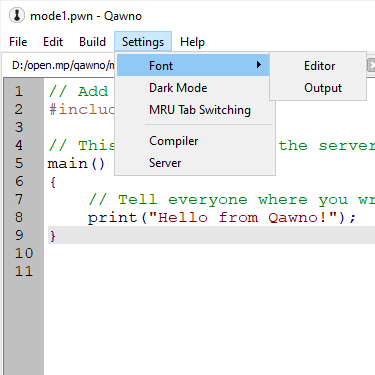 mode1.pwn - Qawno
File Edit Build Settings Help
D:/open.mp/qawno/
Font
Editor
Output
Dark Mode
MRU Tab Switching
Compiler
Server
1 // Add
2 #includ
3
4 // This the server
5 main()
6 {
7 // Tell everyone where you
8 print("Hello from Qawno!");
9 }
10
11